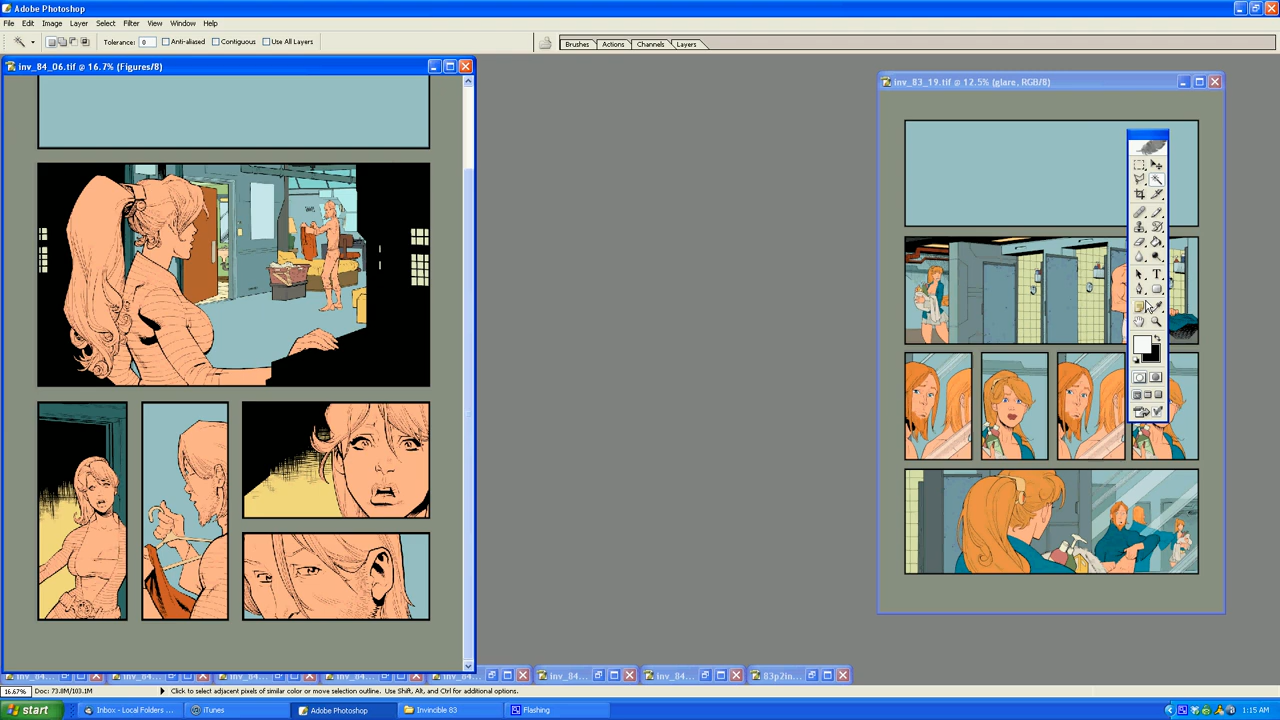 Adobe Photoshop
File Edit Image Layer Select Filter View Window Help
Tolerance: 0 Anti-aliased Contiguous Use All Layers Brushes Actions Channels Layers
inv_84_06.tif @ 16.7% (Figures/8)
inv_83_19.tif @ 12.5% (glare, RGB/8)
T
inv_84... inv_84... 83p2in...
16.67% Doc: 73.8M/103.1M Click to select adjacent pixels of similar color or move selection outline. Use Shift, Alt, and Ctrl for additional options.
start Inbox - Local Folders ... iTunes Adobe Photoshop Invincible 83 Flashing 1:15 AM